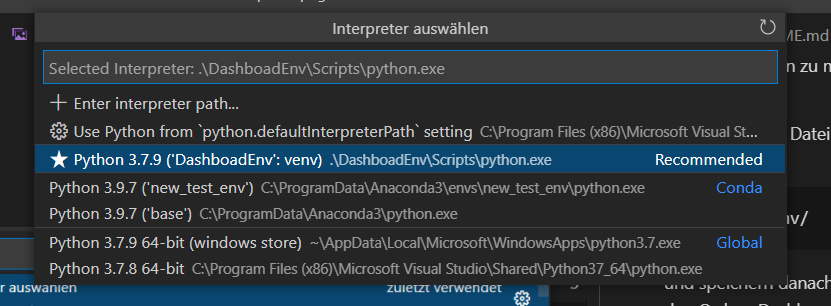 Interpreter auswählen
ME.md
Selected Interpreter: .\DashboadEnv\Scripts\python.exe
n zu m
Enter interpreter path...
Use Python from `python.defaultInterpreterPath` setting C:\Program Files (x86)\Microsoft Visual St...
Datei
Python 3.7.9 ('DashboadEnv': venv) .\DashboadEnv\Scripts\python.exe Recommended
Python 3.9.7 ('new_test_env') C:\ProgramData\Anaconda3\envs\new_test_env\python.exe Conda
Python 3.9.7 ('base') C:\ProgramData\Anaconda3\python.exe
nv/
Python 3.7.9 64-bit (windows store) ~\AppData\Local\Microsoft\WindowsApps\python3.7.exe Global
Python 3.7.8 64-bit C:\Program Files (x86)\Microsoft Visual Studio\Shared\Python37_64\python.exe
r auswählen zuletzt verwendet
und speichern danach